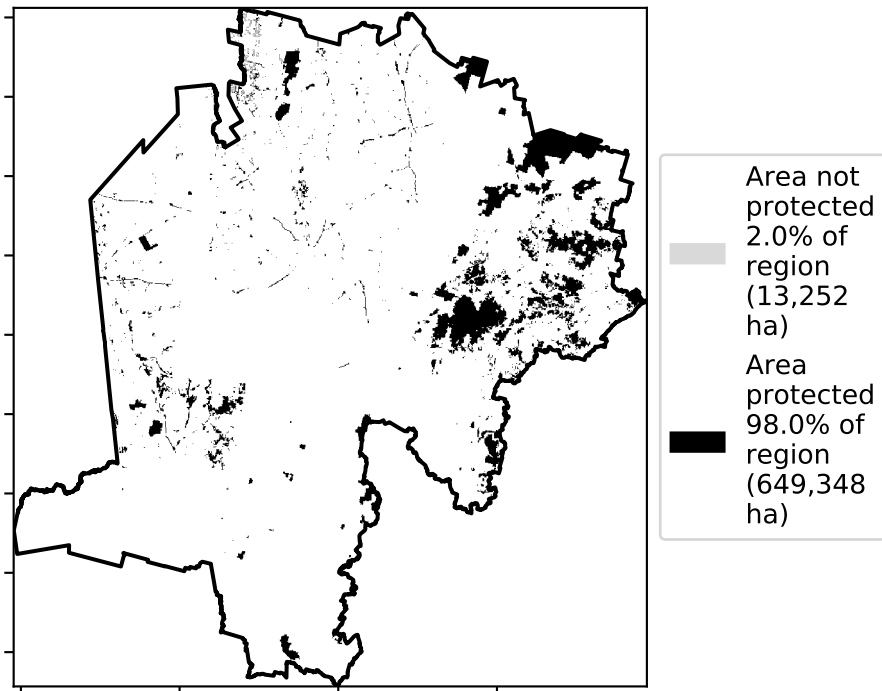 Area not
protected
2.0% of
region
(13,252
ha)
Area
protected
98.0% of
region
(649,348
ha)